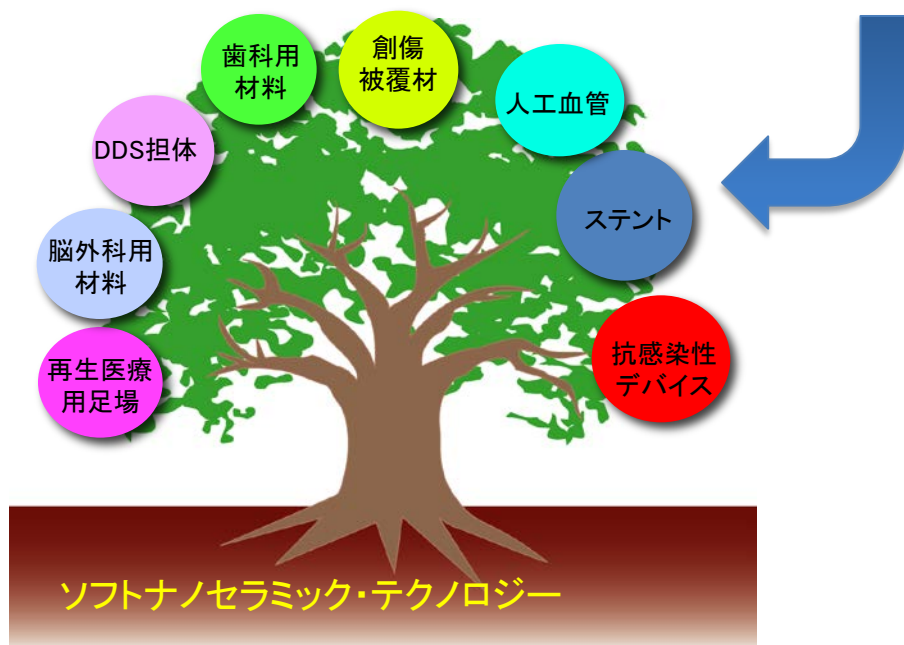 歯科用
材料
創傷
被覆材
人工血管
DDS担体
ステント
脳外科用
材料
抗感染性
デバイス
再生医療
用足場
ソフトナノセラミック・テクノロジー